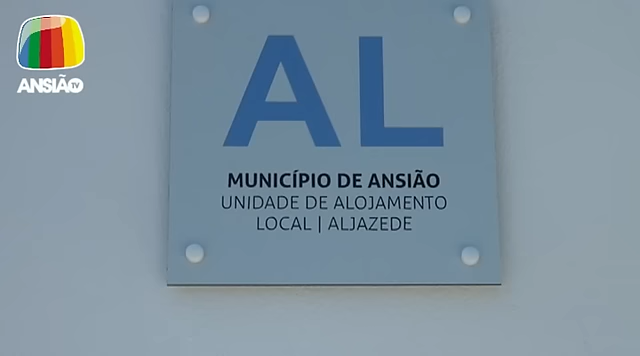 ANSIÃO TV
AL
MUNICÍPIO DE ANSIÃO
UNIDADE DE ALOJAMENTO
LOCAL | ALJAZEDE